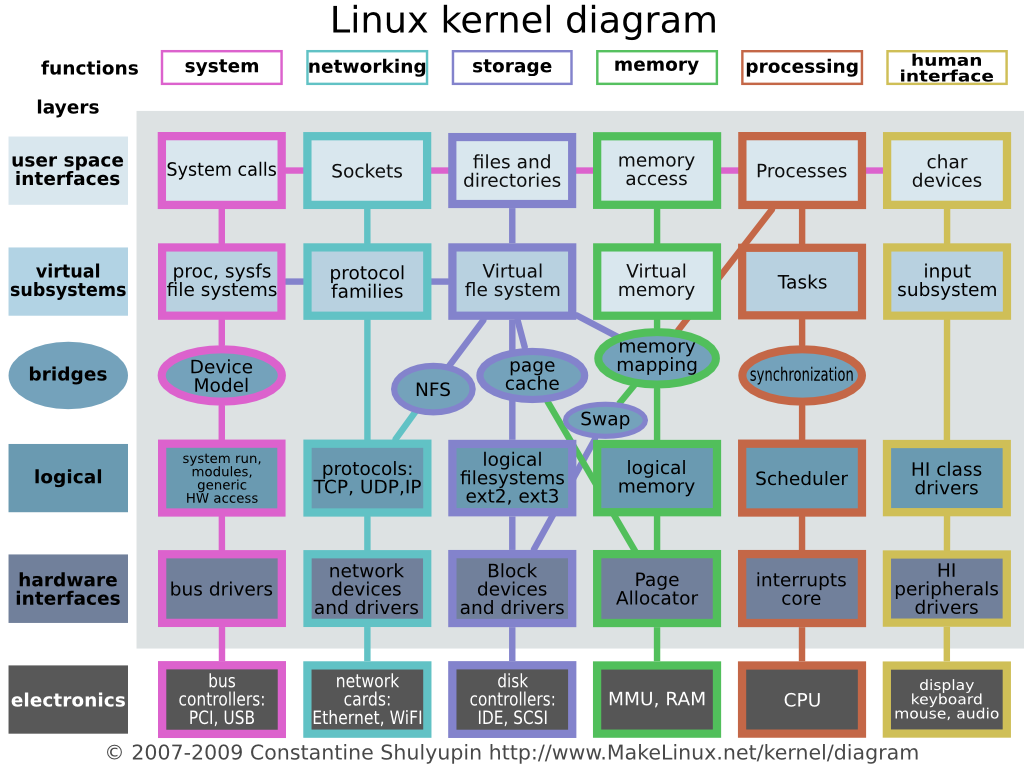 Linux kernel diagram
functions
system
networking
storage
memory
processing
human
interface
layers
user space
interfaces
System calls
Sockets
files and
directories
memory
access
Processes
char
devices
virtual
subsystems
proc, sysfs
file systems
protocol
families
Virtual
fle system
Virtual
memory
Tasks
input
subsystem
bridges
Device
Model
NFS
page
cache
memory
mapping
synchronization
Swap
logical
system run,
modules,
generic
HW access
protocols:
TCP, UDP,IP
logical
filesystems
ext2, ext3
logical
memory
Scheduler
HI class
drivers
hardware
interfaces
bus drivers
network
devices
and drivers
Block
devices
and drivers
Page
Allocator
interrupts
core
HI
peripherals
drivers
electronics
bus
controllers:
PCI, USB
network
cards:
Ethernet, WiFI
disk
controllers:
IDE, SCSI
MMU, RAM
CPU
display
keyboard
mouse, audio
© 2007-2009 Constantine Shulyupin http://www.MakeLinux.net/kernel/diagram